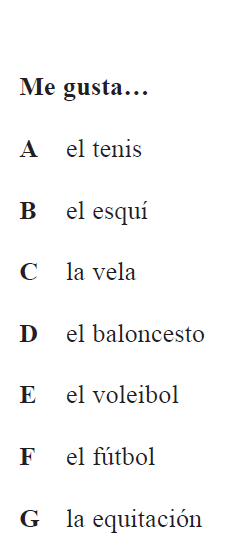 Me gusta…
A el tenis
B el esquí
C la vela
D el baloncesto
E el voleibol
F el fútbol
G la equitación